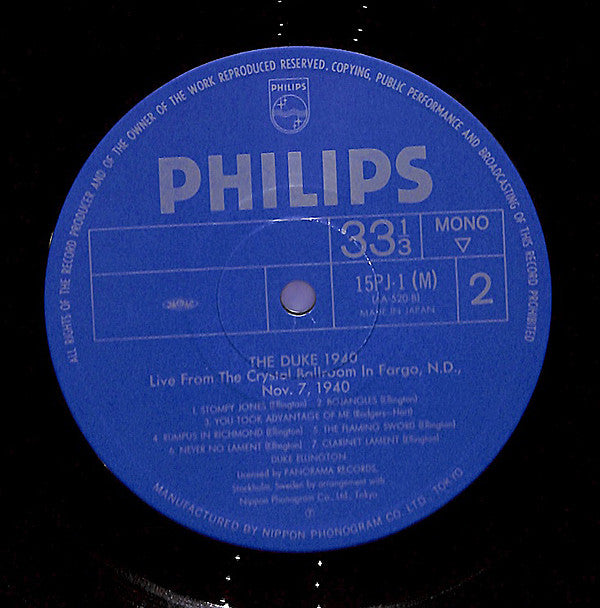 ALL RIGHTS OF THE RECORD PRODUCER AND OF THE OWNER OF THE WORK REPRODUCED RESERVED. COPYING, PUBLIC PERFORMANCE AND BROADCASTING OF THIS RECORD PROHIBITED
PHILIPS
PHILIPS
33 1/3
MONO
▽
15PJ-1 (M)
(AA 520 B)
MADE IN JAPAN
2
THE DUKE 1940
Live From The Crystal Ballroom In Fargo, N.D.,
Nov. 7, 1940
1. STOMPY JONES (Ellington) 2. BOJANGLES (Ellington)
3. YOU TOOK ADVANTAGE OF ME (Rodgers-Hart)
4. RUMPUS IN RICHMOND (Ellington) 5. THE FLAMING SWORD (Ellington)
6. NEVER NO LAMENT (Ellington) 7. CLARINET LAMENT (Ellington)
DUKE ELLINGTON
Licensed by PANORAMA RECORDS,
Stockholm, Sweden by arrangement with
Nippon Phonogram Co., Ltd., Tokyo
Ⓟ
MANUFACTURED BY NIPPON PHONOGRAM CO., LTD., TOKYO